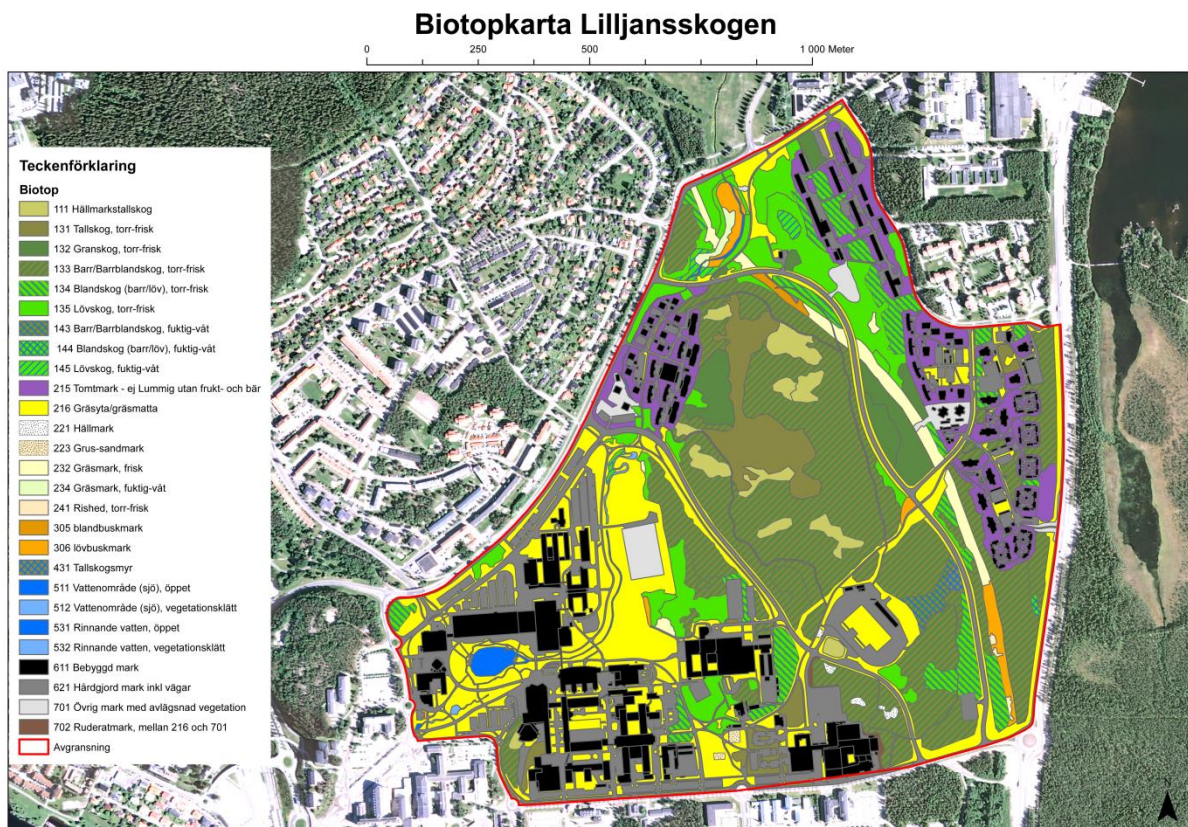 Biotopkarta Lilljansskogen
0 250 500 1 000 Meter
Teckenförklaring
Biotop
111 Hällmarkstallskog
131 Tallskog, torr-frisk
132 Granskog, torr-frisk
133 Barr/Barrblandskog, torr-frisk
134 Blandskog (barr/löv), torr-frisk
135 Lövskog, torr-frisk
143 Barr/Barrblandskog, fuktig-våt
144 Blandskog (barr/löv), fuktig-våt
145 Lövskog, fuktig-våt
215 Tomtmark - ej Lummig utan frukt- och bär
216 Gräsyta/gräsmatta
221 Hällmark
223 Grus-sandmark
232 Gräsmark, frisk
234 Gräsmark, fuktig-våt
241 Rished, torr-frisk
305 blandbuskmark
306 lövbuskmark
431 Tallskogsmyr
511 Vattenområde (sjö), öppet
512 Vattenområde (sjö), vegetationsklätt
531 Rinnande vatten, öppet
532 Rinnande vatten, vegetationsklätt
611 Bebyggd mark
621 Hårdgjord mark inkl vägar
701 Övrig mark med avlägsnad vegetation
702 Ruderatmark, mellan 216 och 701
Avgransning